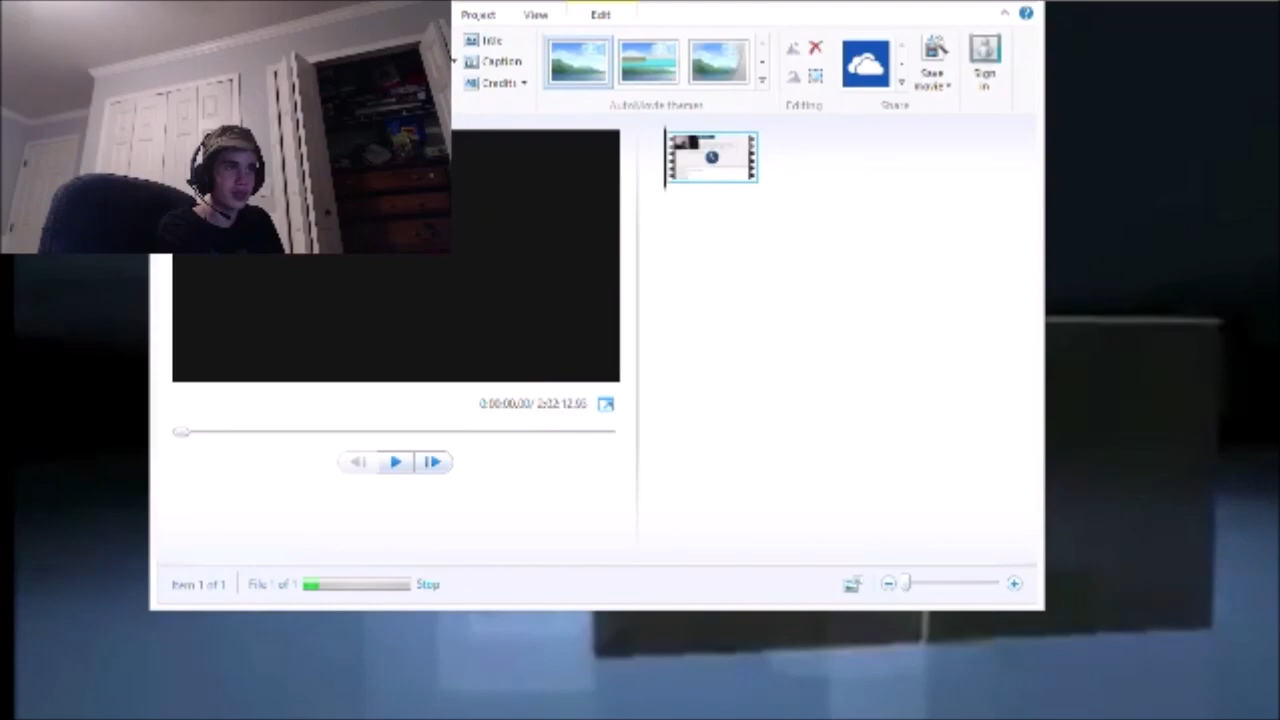 Project View Edit
Title
Caption
Credits
AutoMovie themes
Editing
Save movie
Share
Sign in
0:00:00.00/ 2:02:12.95
Item 1 of 1
File 1 of 1
Stop